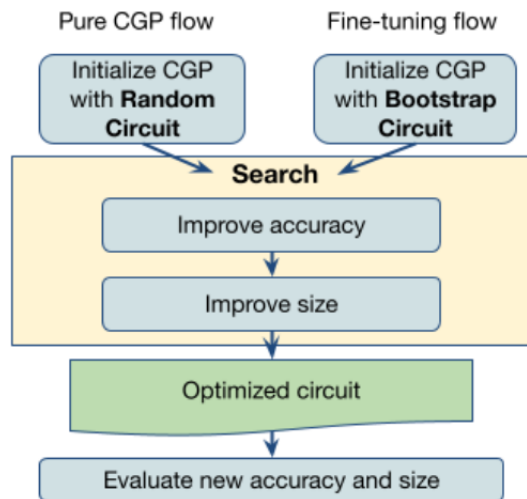 Pure CGP flow
Fine-tuning flow
Initialize CGP
with Random
Circuit
Initialize CGP
with Bootstrap
Circuit
Search
Improve accuracy
Improve size
Optimized circuit
Evaluate new accuracy and size